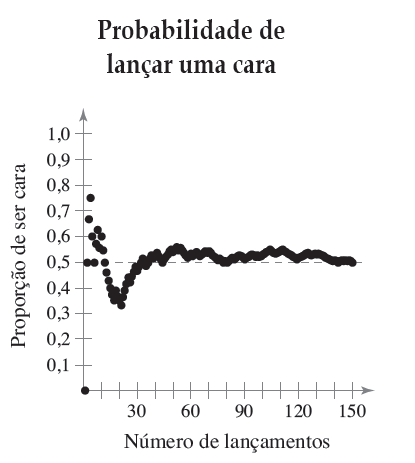 Probabilidade de
lançar uma cara
Proporção de ser cara
1,0
0,9
0,8
0,7
0,6
0,5
0,4
0,3
0,2
0,1
30 60 90 120 150
Número de lançamentos